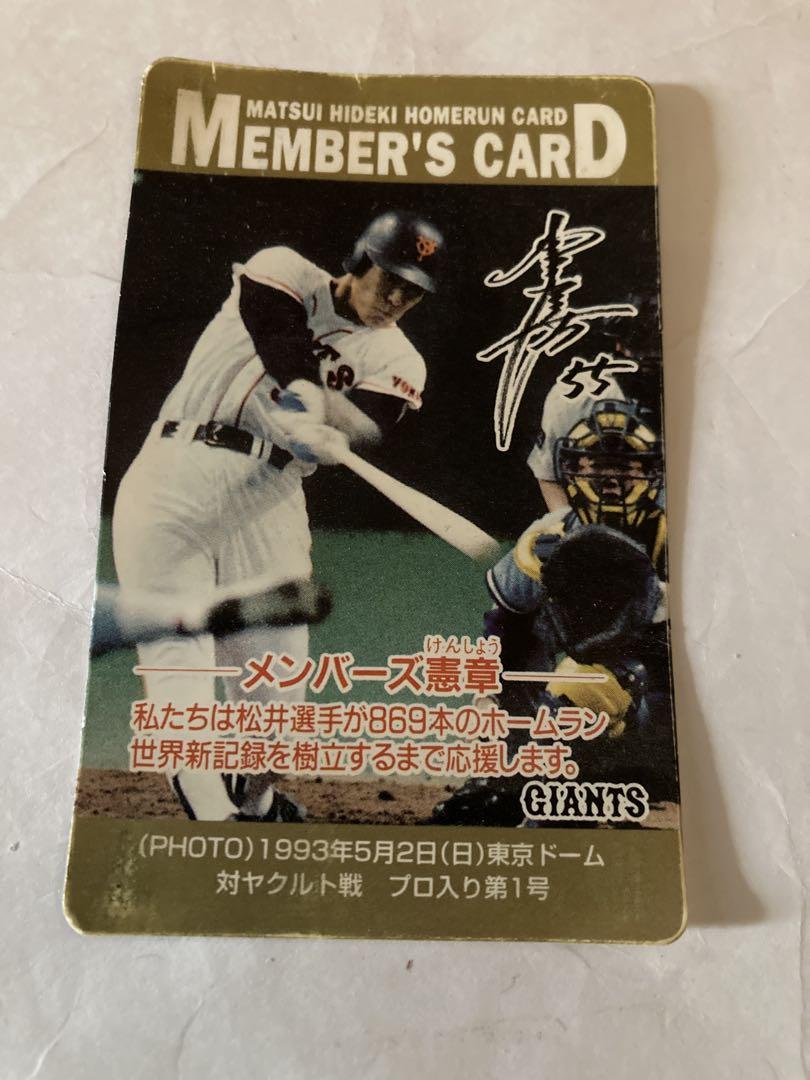 MATSUI HIDEKI HOMERUN CARD
MEMBER'S CARD
55
けんしょう
メンバーズ憲章
私たちは松井選手が869本のホームラン
世界新記録を樹立するまで応援します。
GIANTS
(PHOTO)1993年5月2日(日)東京ドーム
対ヤクルト戦 プロ入り第1号